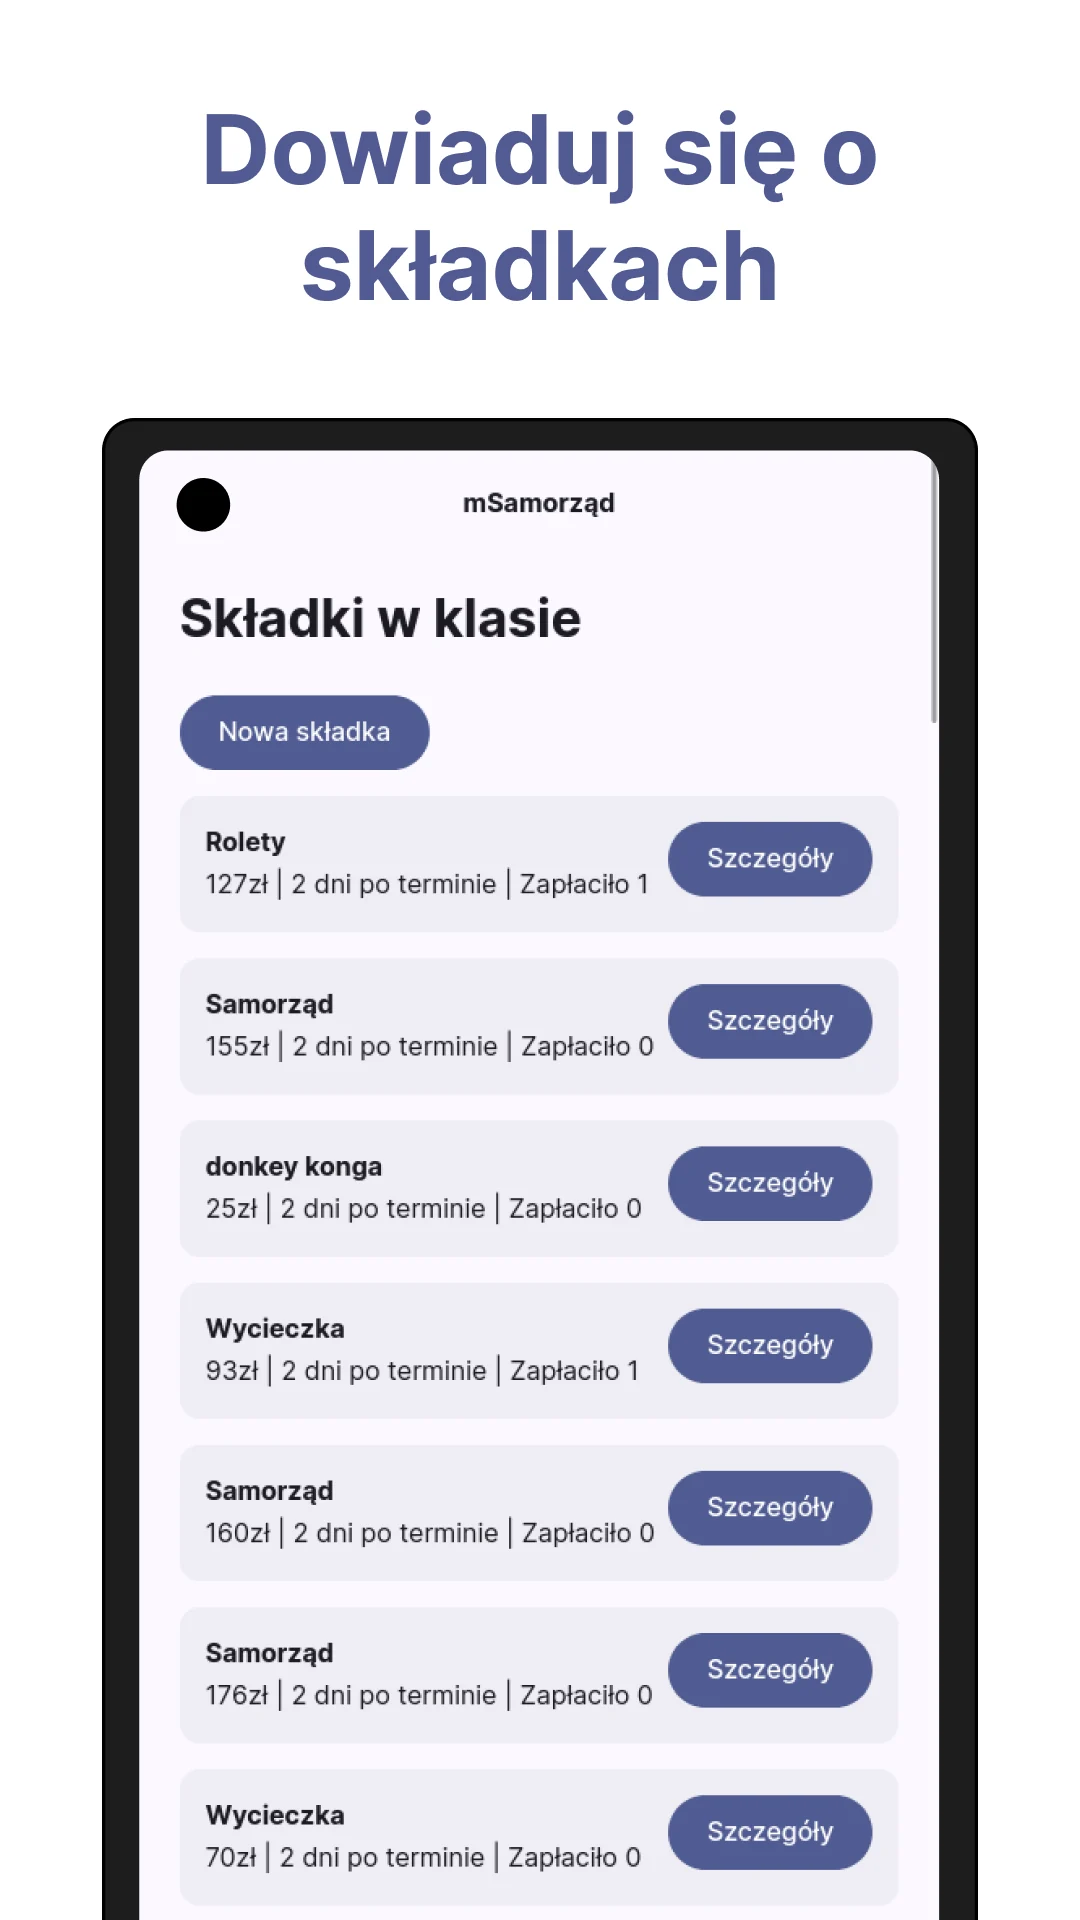 Dowiaduj się o
składkach
mSamorząd
Składki w klasie
Nowa składka
Rolety
127zł | 2 dni po terminie | Zapłaciło 1
Szczegóły
Samorząd
155zł | 2 dni po terminie | Zapłaciło 0
Szczegóły
donkey konga
25zł | 2 dni po terminie | Zapłaciło 0
Szczegóły
Wycieczka
93zł | 2 dni po terminie | Zapłaciło 1
Szczegóły
Samorząd
160zł | 2 dni po terminie | Zapłaciło 0
Szczegóły
Samorząd
176zł | 2 dni po terminie | Zapłaciło 0
Szczegóły
Wycieczka
70zł | 2 dni po terminie | Zapłaciło 0
Szczegóły